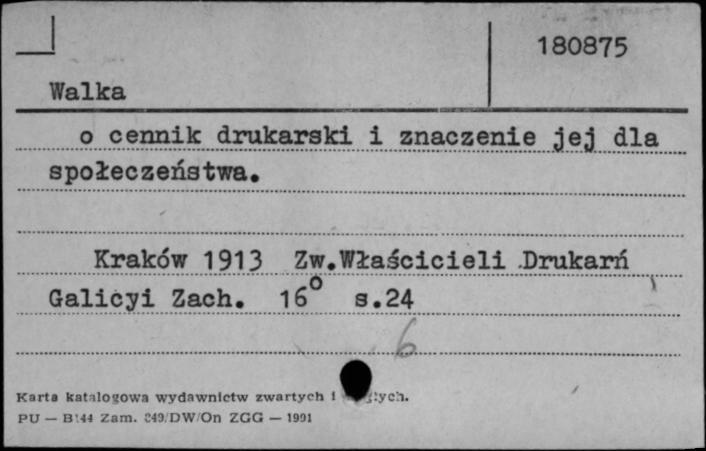 180875
Walka
o cennik drukarski i znaczenie jej dla
społeczeństwa.
Kraków 1913 Zw.Właścicieli Drukarń
Galicyi Zach. 16° s.24
6
Karta katalogowa wydawnictw zwartych i
PU — B144 Zam. 249/DW/On ZGG — 1991